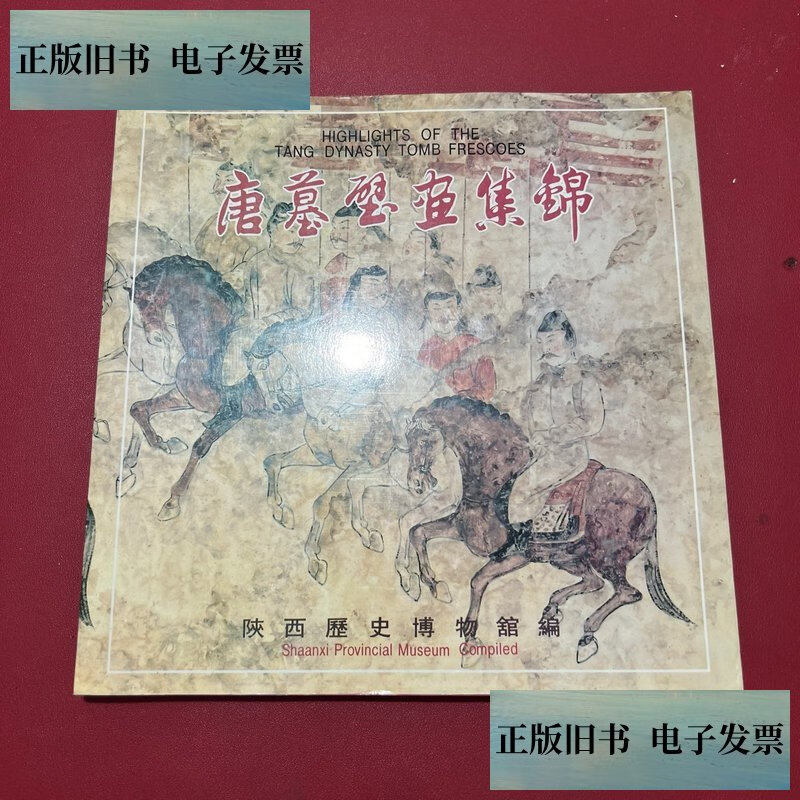 正版旧书 电子发票
HIGHLIGHTS OF THE
TANG DYNASTY TOMB FRESCOES
唐墓壁画集錦
陝西歷史博物舘編
Shaanxi Provincial Museum Compiled
正版旧书 电子发票